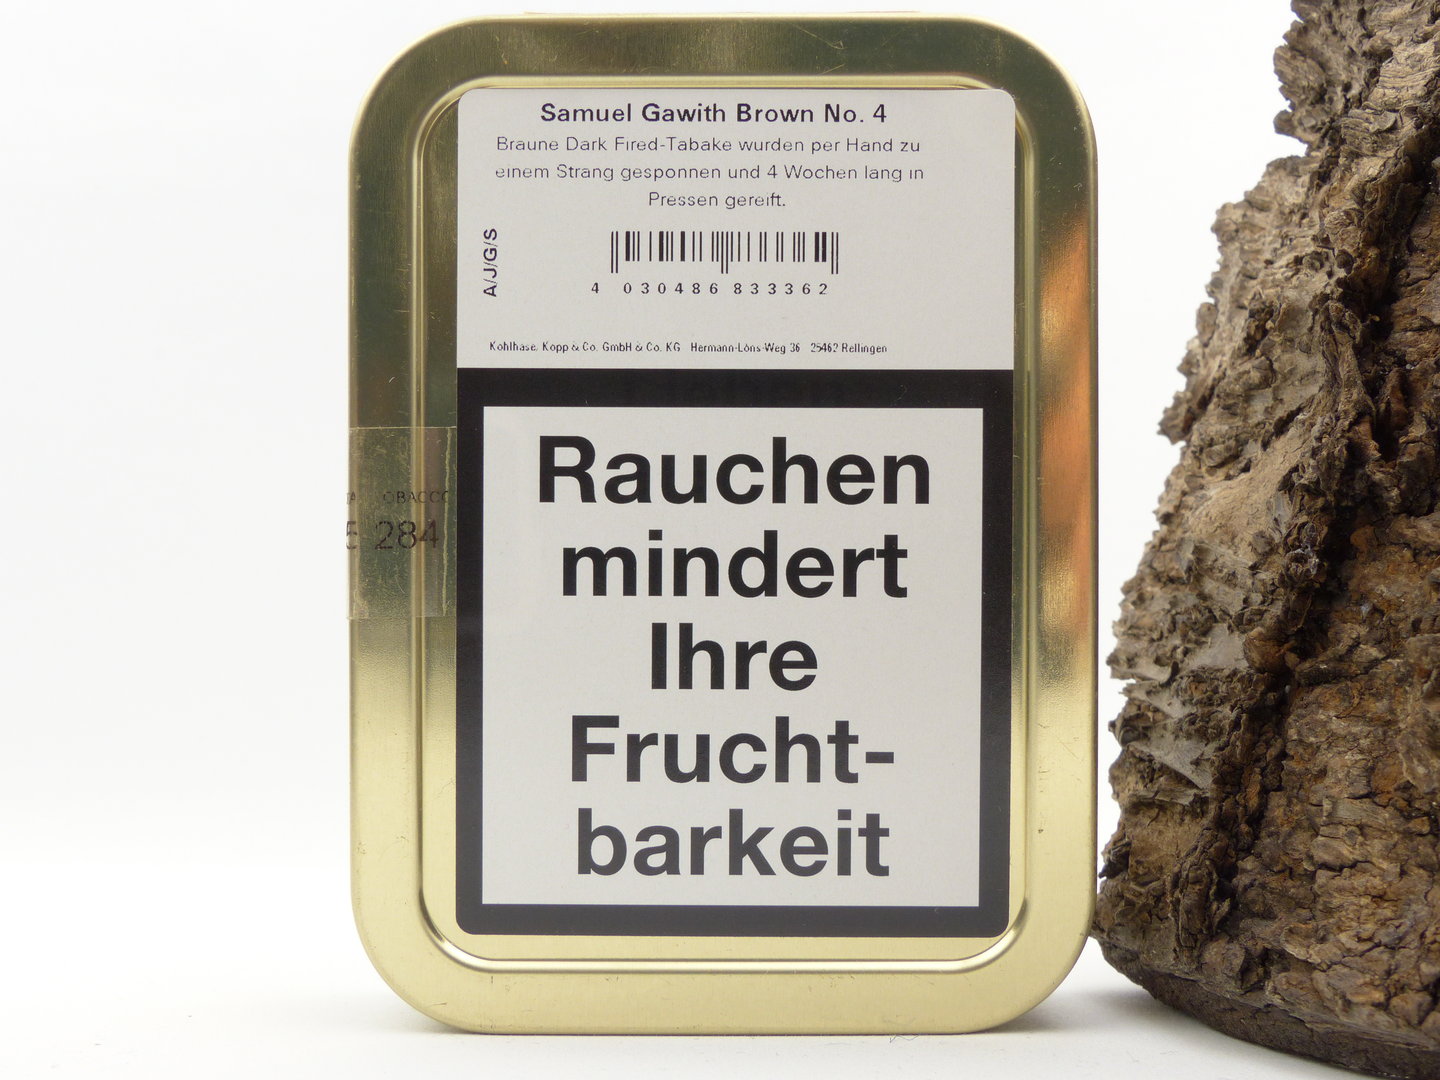 Samuel Gawith Brown No. 4
Braune Dark Fired-Tabake wurden per Hand zu
einem Strang gesponnen und 4 Wochen lang in
Pressen gereift.
A/J/G/S
4 030486 833362
Kohlhase, Kopp & Co. GmbH & Co. KG Hermann-Löns-Weg 36 25462 Rellingen
Rauchen
mindert
Ihre
Frucht-
barkeit
284